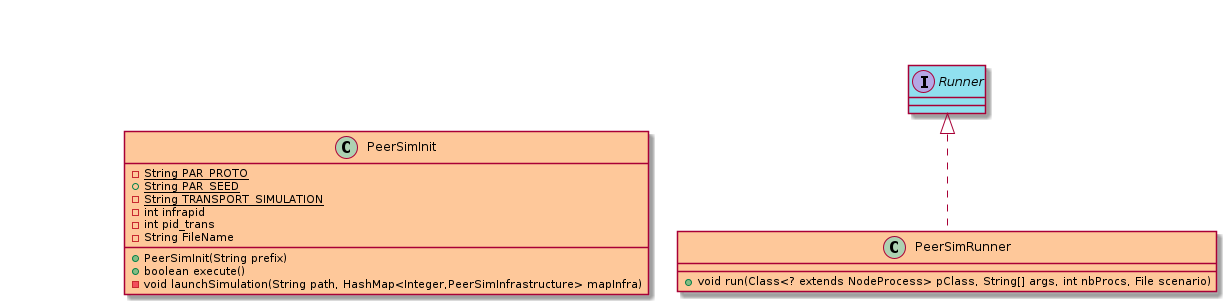 I Runner
C PeerSimInit
String PAR_PROTO
String PAR_SEED
String TRANSPORT_SIMULATION
int infrapid
int pid_trans
String FileName
PeerSimInit(String prefix)
boolean execute()
void launchSimulation(String path, HashMap<Integer,PeerSimInfrastructure> mapInfra)
C PeerSimRunner
void run(Class<? extends NodeProcess> pClass, String[] args, int nbProcs, File scenario)